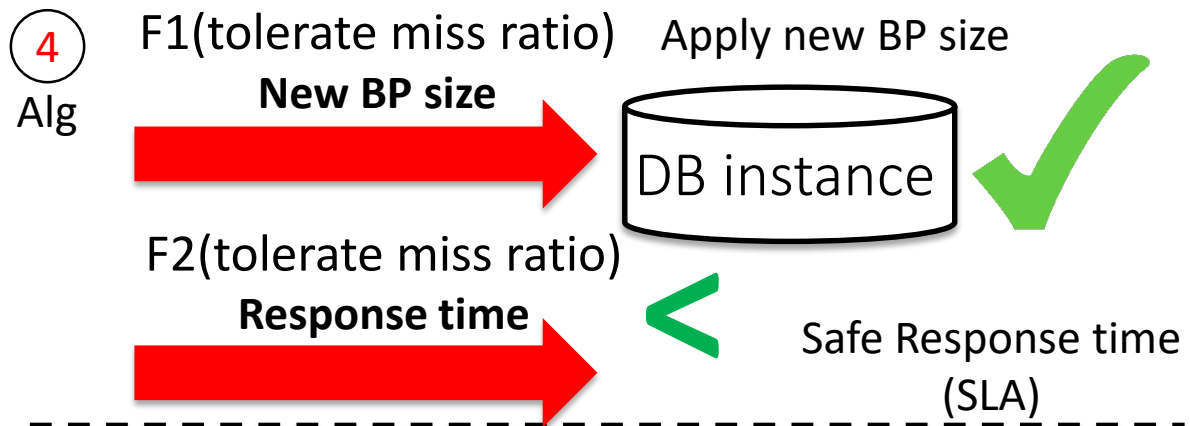 4
Alg
F1(tolerate miss ratio)
New BP size
Apply new BP size
DB instance
F2(tolerate miss ratio)
Response time
<
Safe Response time
(SLA)